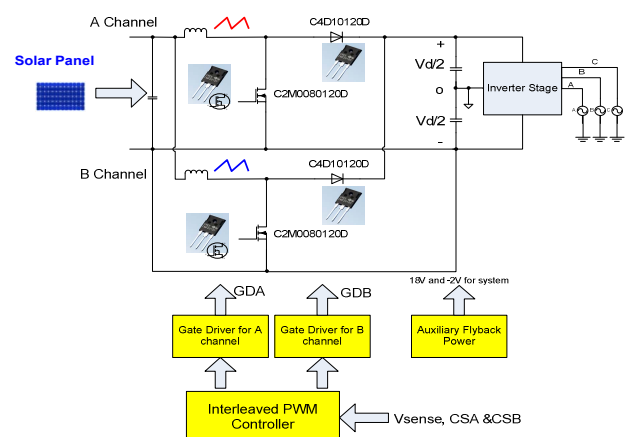 A Channel
C4D10120D
Solar Panel
C2M0080120D
+
Vd/2
o
Vd/2
-
Inverter Stage
C
B
A
A
B
C
C4D10120D
B Channel
C2M0080120D
18V and -2V for system
GDA
GDB
Gate Driver for A
channel
Gate Driver for B
channel
Auxiliary Flyback
Power
Interleaved PWM
Controller
Vsense, CSA &CSB